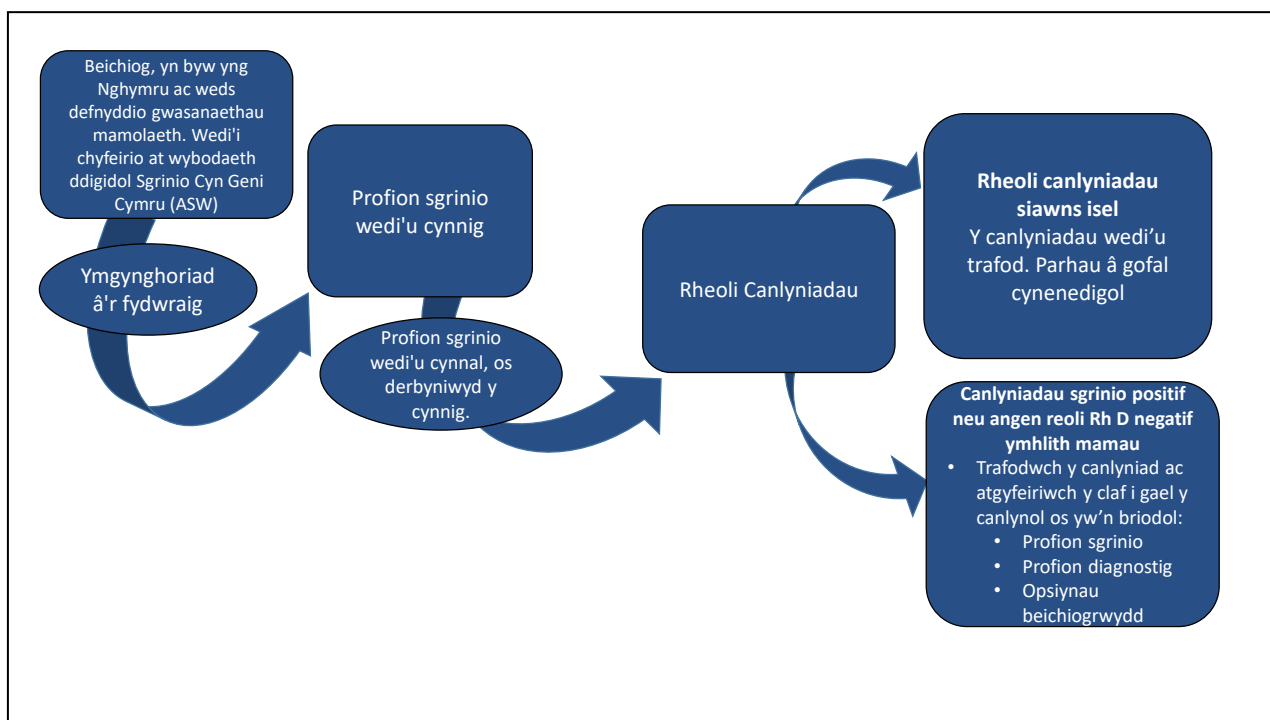 Beichiog, yn byw yng
Nghymru ac weds
defnyddio gwasanaethau
mamolaeth. Wedi'i
chyfeirio at wybodaeth
ddigidol Sgrinio Cyn Geni
Cymru (ASW)
Ymgynghoriad
â'r fydwraig
Profion sgrinio
wedi'u cynnig
Profion sgrinio
wedi'u cynnal, os
derbyniwyd y
cynnig.
Rheoli Canlyniadau
Rheoli canlyniadau
siawns isel
Y canlyniadau wedi’u
trafod. Parhau â gofal
cynenedigol
Canlyniadau sgrinio positif
neu angen reoli Rh D negatif
ymhlith mamau
• Trafodwch y canlyniad ac
atgyfeiriwch y claf i gael y
canlynol os yw’n briodol:
• Profion sgrinio
• Profion diagnostig
• Opsiynau
beichiogrwydd